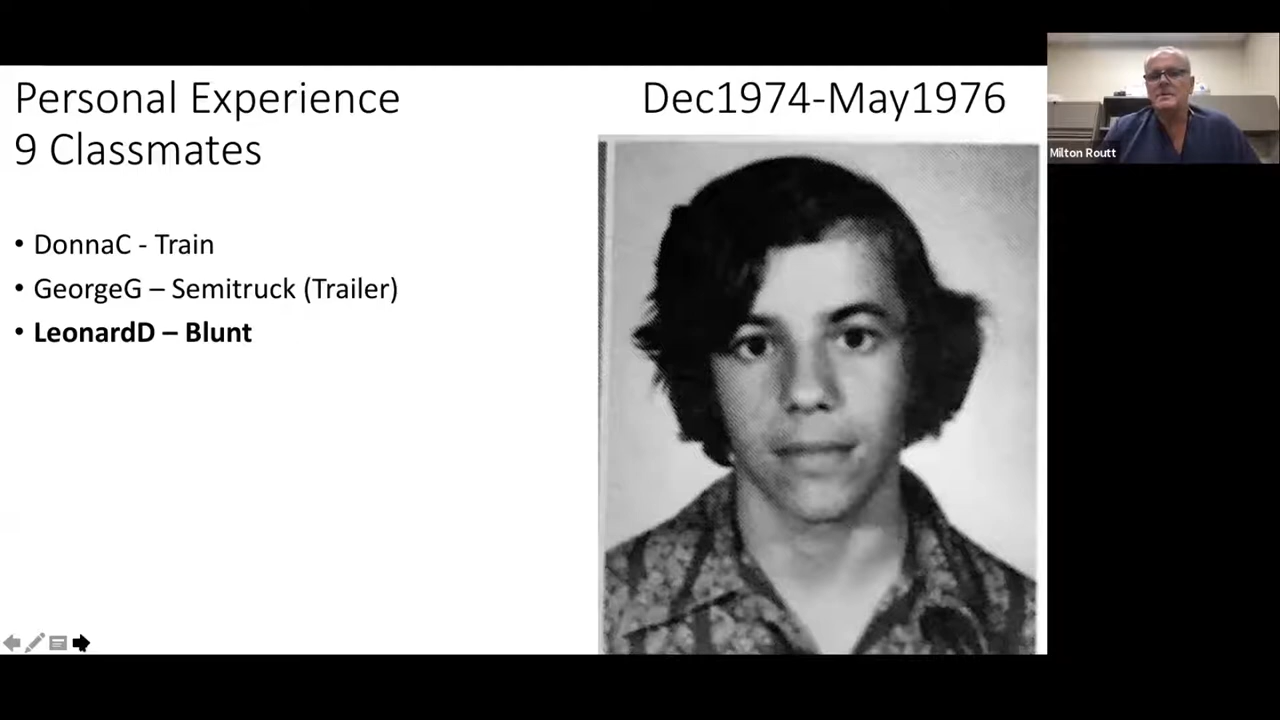 Personal Experience
9 Classmates
Dec1974-May1976
• DonnaC - Train
• GeorgeG – Semitruck (Trailer)
• LeonardD – Blunt
Milton Routt